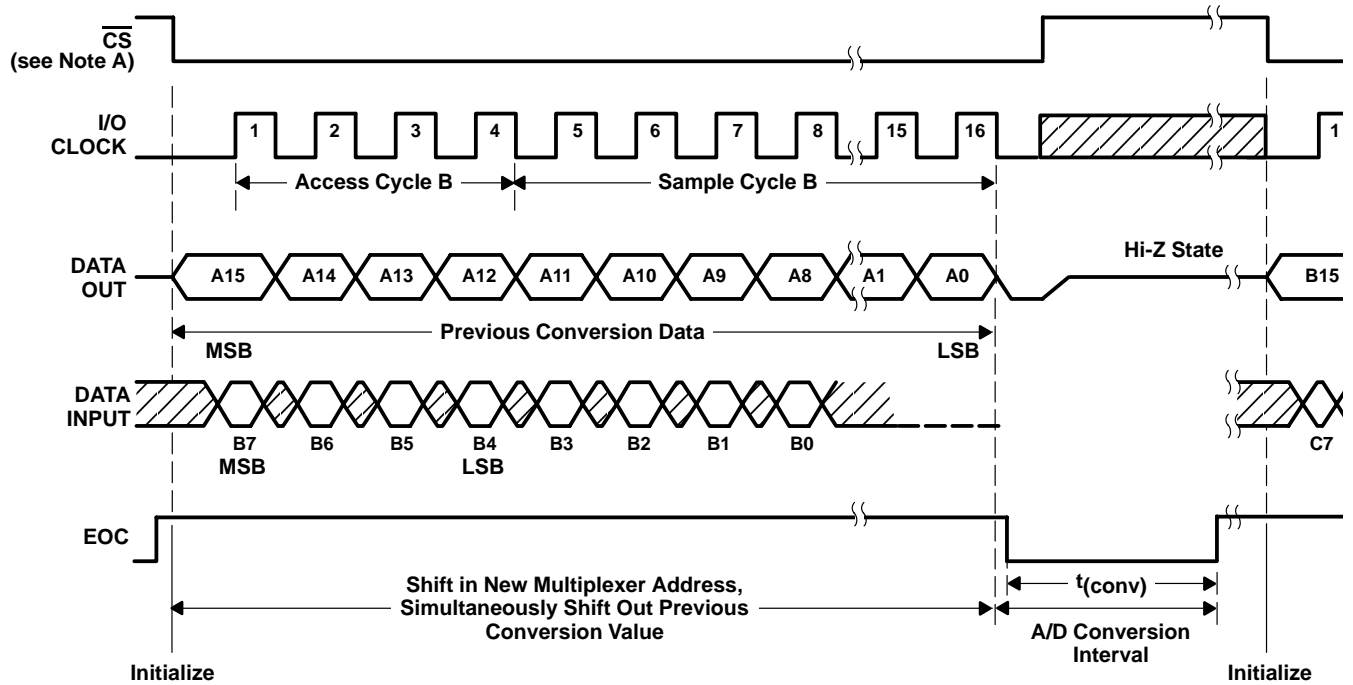 CS
(see Note A)
I/O
CLOCK
1 2 3 4 5 6 7 8 15 16 1
Access Cycle B Sample Cycle B
Hi-Z State
DATA
OUT
A15 A14 A13 A12 A11 A10 A9 A8 A1 A0 B15
Previous Conversion Data
MSB LSB
DATA
INPUT
B7 B6 B5 B4 B3 B2 B1 B0 C7
MSB LSB
EOC
Shift in New Multiplexer Address,
Simultaneously Shift Out Previous
Conversion Value
t(conv)
A/D Conversion
Interval
Initialize Initialize